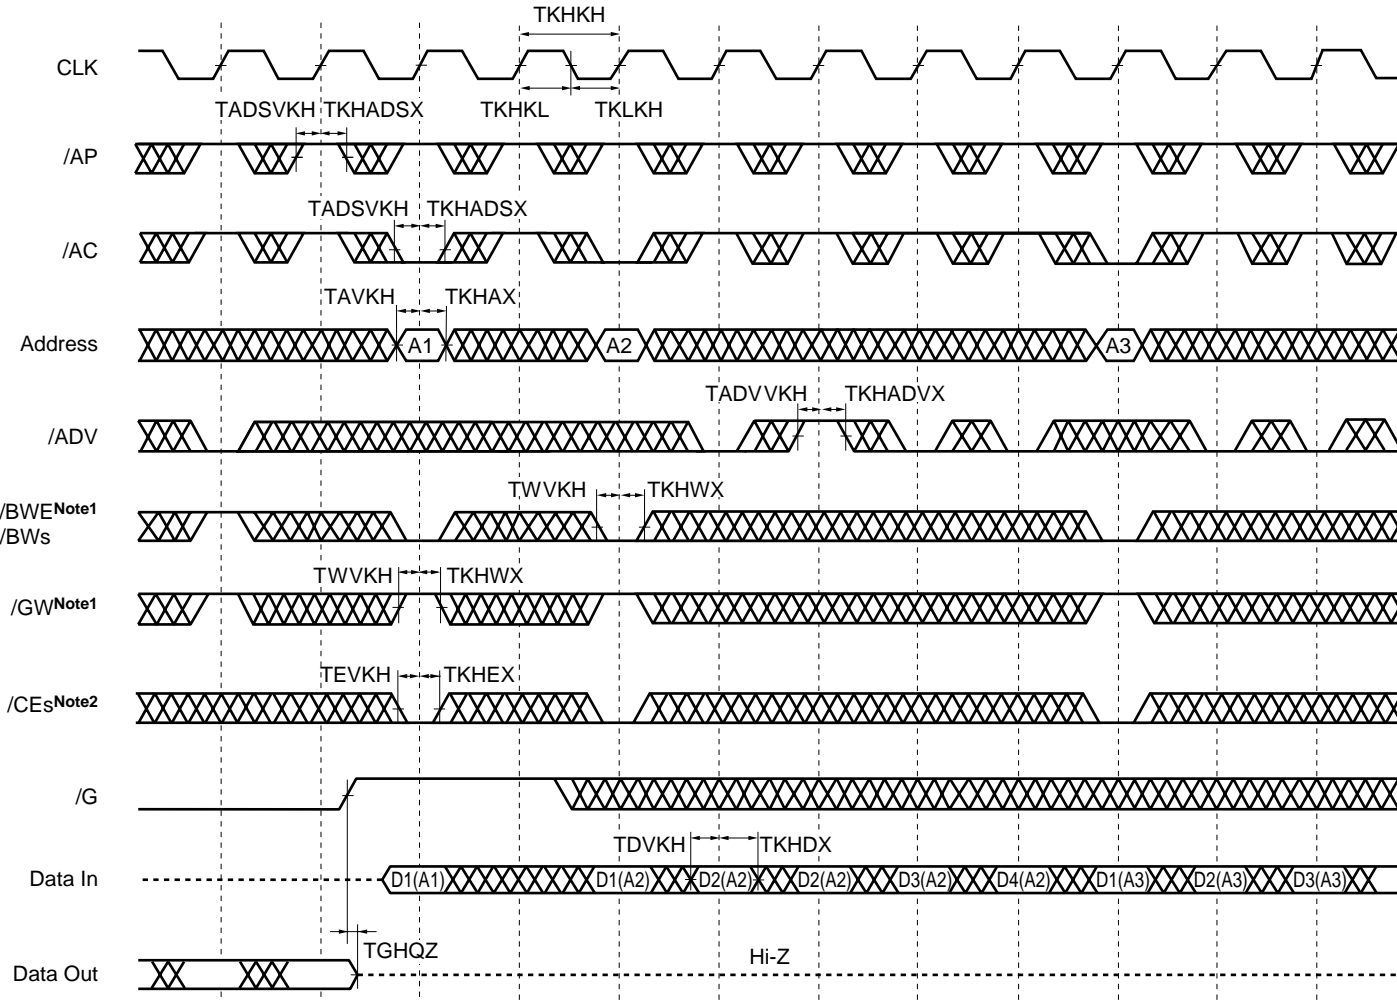 TKHKH
CLK
TADSVKH TKHADSX TKHKL TKLKH
/AP
TADSVKH TKHADSX
/AC
TAVKH TKHAX
Address A1 A2 A3
TADVVKH TKHADVX
/ADV
TWVKH TKHWX
/BWENote1
/BWs
TWVKH TKHWX
/GWNote1
TEVKH TKHEX
/CEsNote2
/G
TDVKH TKHDX
Data In D1(A1) D1(A2) D2(A2) D2(A2) D3(A2) D4(A2) D1(A3) D2(A3) D3(A3)
TGHQZ Hi-Z
Data Out